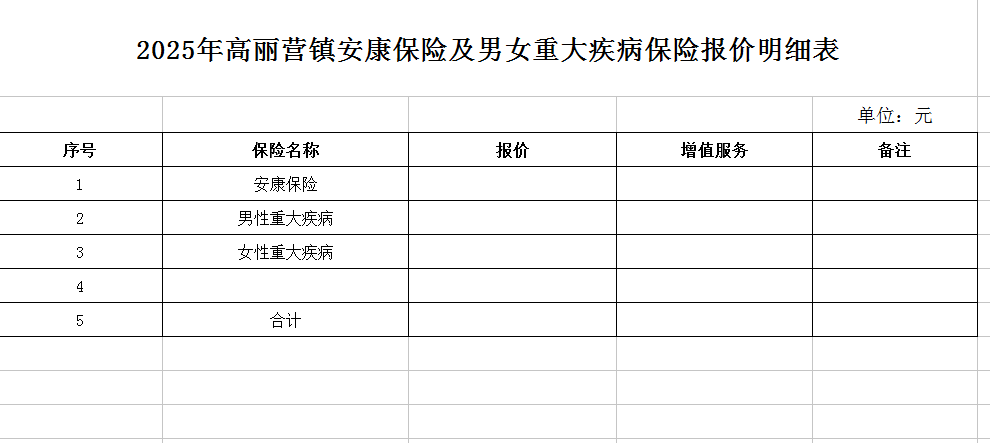 2025年高丽营镇安康保险及男女重大疾病保险报价明细表
单位：元
序号 保险名称 报价 增值服务 备注
1 安康保险
2 男性重大疾病
3 女性重大疾病
4
5 合计